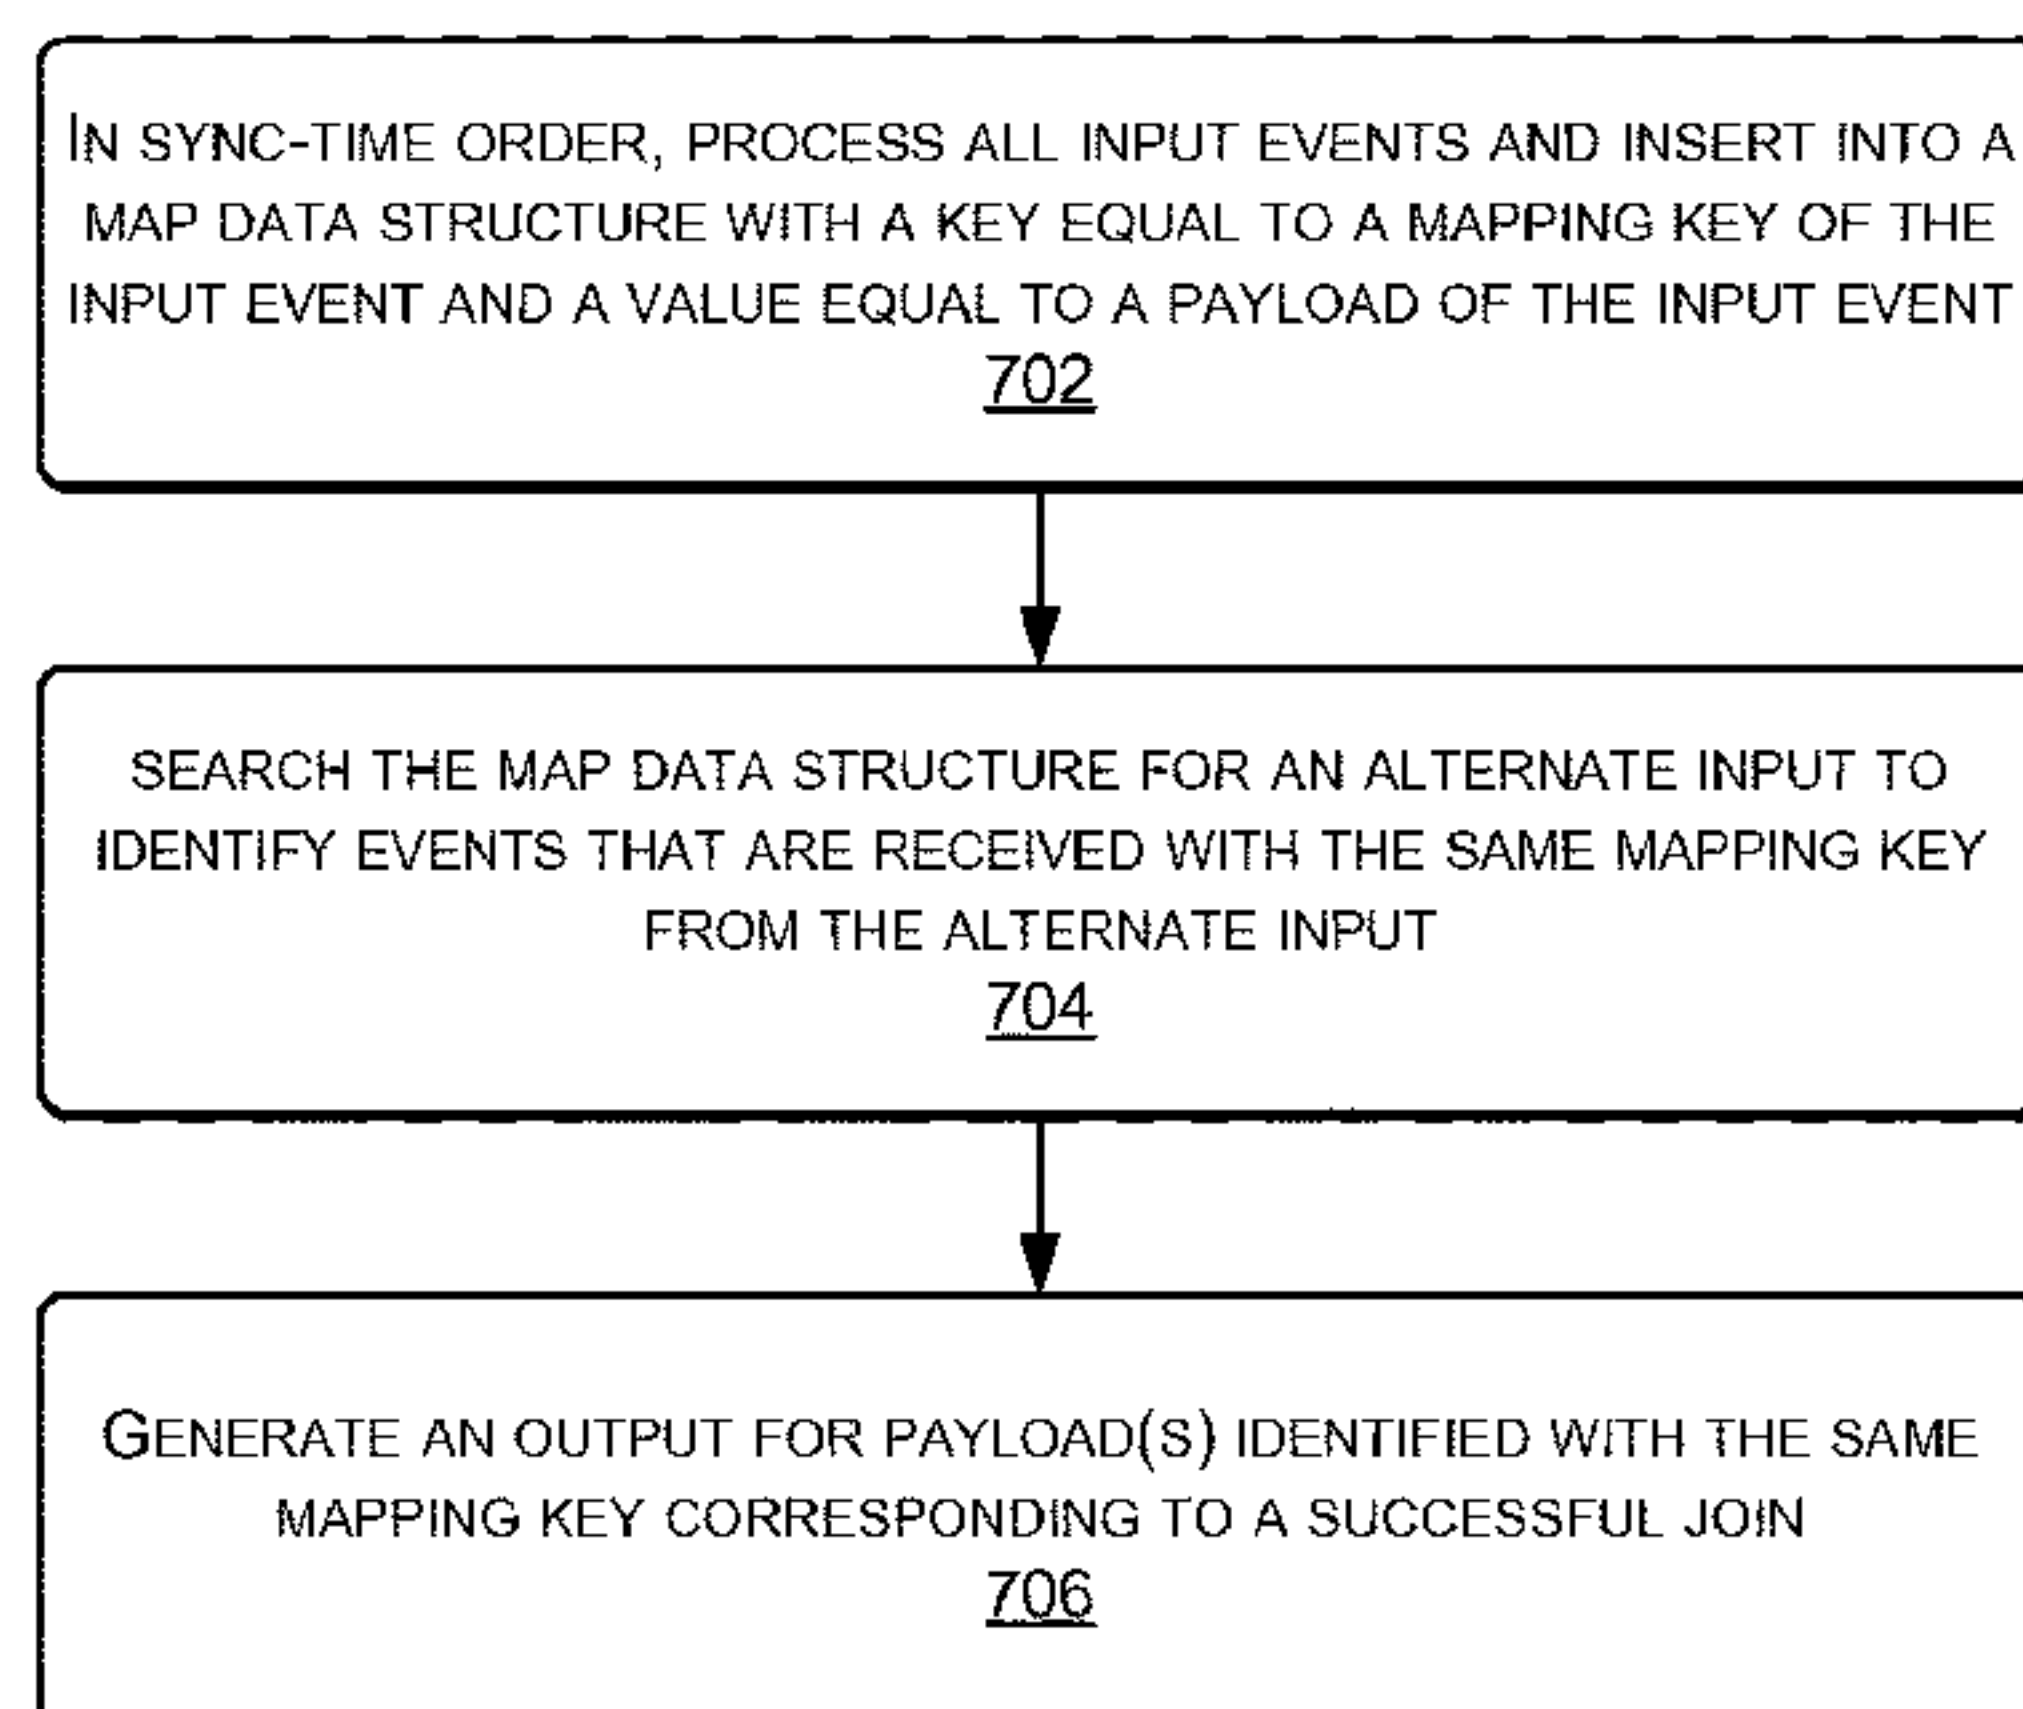 IN SYNC-TIME ORDER, PROCESS ALL INPUT EVENTS AND INSERT INTO A
MAP DATA STRUCTURE WITH A KEY EQUAL TO A MAPPING KEY OF THE
INPUT EVENT AND A VALUE EQUAL TO A PAYLOAD OF THE INPUT EVENT
702
SEARCH THE MAP DATA STRUCTURE FOR AN ALTERNATE INPUT TO
IDENTIFY EVENTS THAT ARE RECEIVED WITH THE SAME MAPPING KEY
FROM THE ALTERNATE INPUT
704
GENERATE AN OUTPUT FOR PAYLOAD(S) IDENTIFIED WITH THE SAME
MAPPING KEY CORRESPONDING TO A SUCCESSFUL JOIN
706